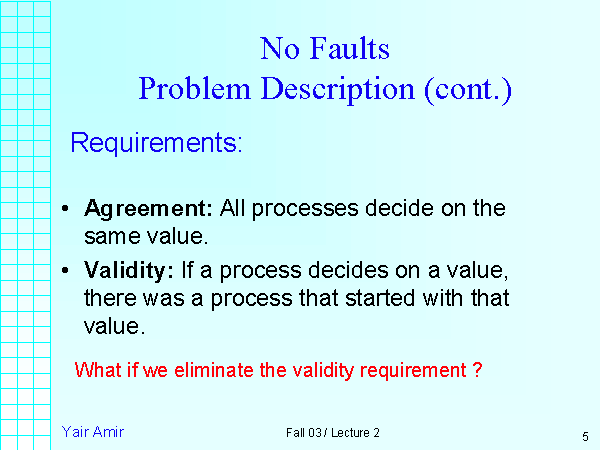 No Faults
Problem Description (cont.)
Requirements:
• Agreement: All processes decide on the
same value.
• Validity: If a process decides on a value,
there was a process that started with that
value.
What if we eliminate the validity requirement ?
Yair Amir
Fall 03 / Lecture 2
5